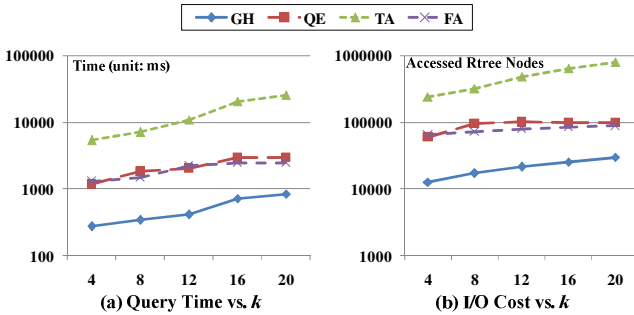 GH QE TA FA
Time (unit: ms)
100000
10000
1000
100
4 8 12 16 20
(a) Query Time vs. k
Accessed Rtree Nodes
1000000
100000
10000
1000
4 8 12 16 20
(b) I/O Cost vs. k